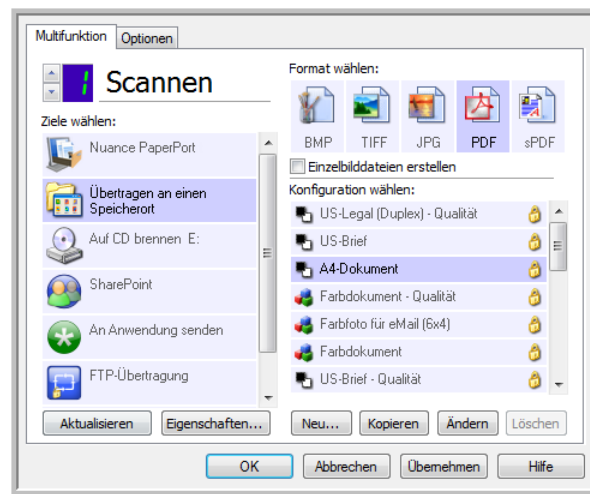 Multifunktion
Optionen
1
Scannen
Ziele wählen:
Nuance PaperPort
Übertragen an einen
Speicherort
Auf CD brennen E:
SharePoint
An Anwendung senden
FTP-Übertragung
Aktualisieren
Eigenschaften...
Format wählen:
BMP
TIFF
JPG
PDF
sPDF
Einzelbilddateien erstellen
Konfiguration wählen:
US-Legal (Duplex) - Qualität
US-Brief
A4-Dokument
Farbdokument - Qualität
Farbfoto für eMail (6x4)
Farbdokument
US-Brief - Qualität
Neu...
Kopieren
Ändern
Löschen
OK
Abbrechen
Übernehmen
Hilfe